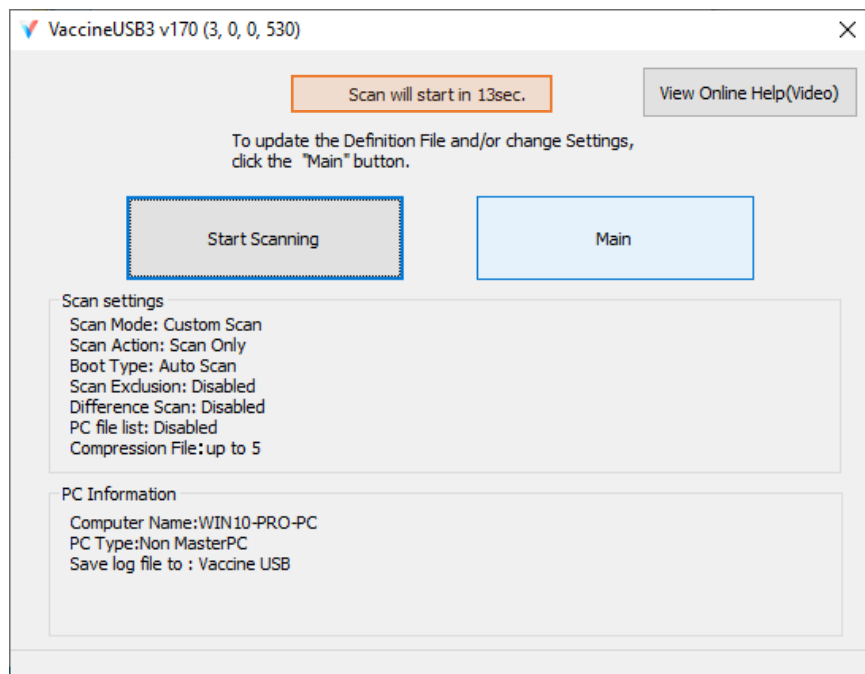 VaccineUSB3 v170 (3, 0, 0, 530)
Scan will start in 13sec.
View Online Help(Video)
To update the Definition File and/or change Settings,
click the "Main" button.
Start Scanning
Main
Scan settings
Scan Mode: Custom Scan
Scan Action: Scan Only
Boot Type: Auto Scan
Scan Exclusion: Disabled
Difference Scan: Disabled
PC file list: Disabled
Compression File:up to 5
PC Information
Computer Name:WIN10-PRO-PC
PC Type:Non MasterPC
Save log file to : Vaccine USB